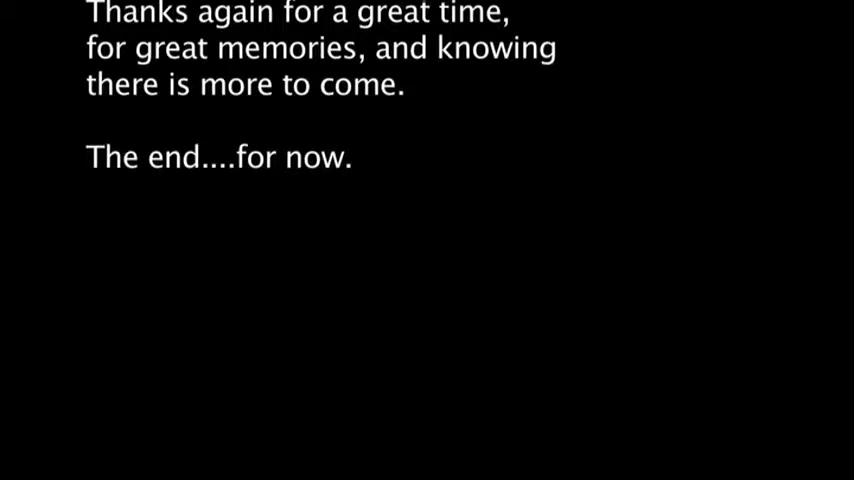 Thanks again for a great time,
for great memories, and knowing
there is more to come.
The end....for now.